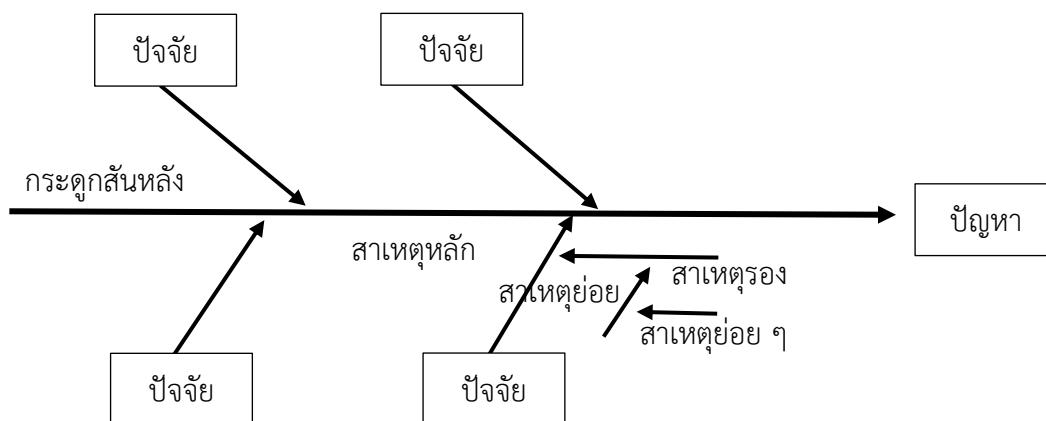 ปัจจัย
ปัจจัย
กระดูกสันหลัง
ปัญหา
สาเหตุหลัก
สาเหตุรอง
สาเหตุย่อย
สาเหตุย่อย ๆ
ปัจจัย
ปัจจัย